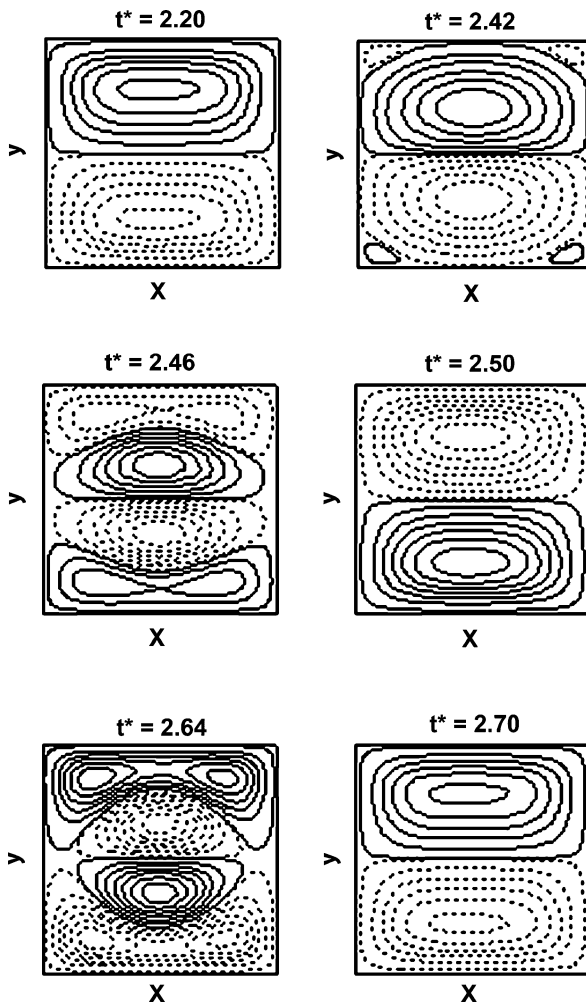 t* = 2.20
t* = 2.42
y
y
X
X
t* = 2.46
t* = 2.50
y
y
X
X
t* = 2.64
t* = 2.70
y
y
X
X